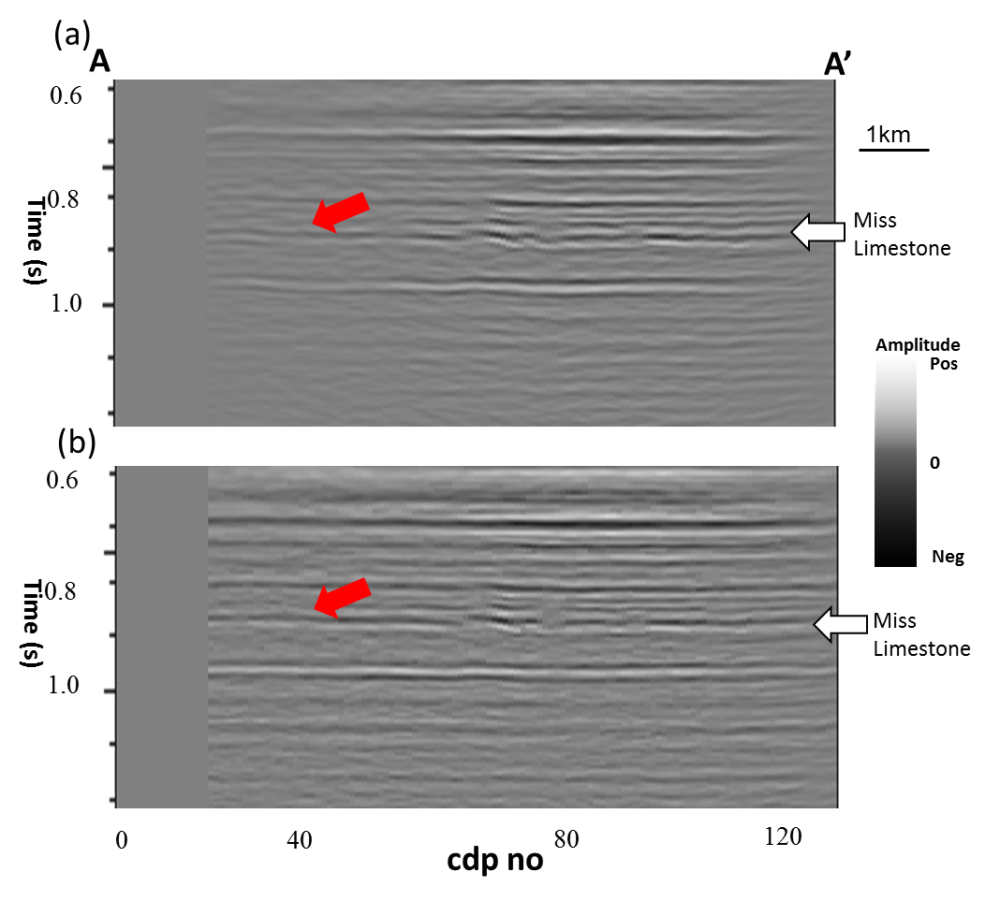 (a)
A
A’
0.6
1km
0.8
Time (s)
Miss
Limestone
1.0
Amplitude
Pos
0
Neg
(b)
0.6
0.8
Time (s)
Miss
Limestone
1.0
0
40
80
120
cdp no